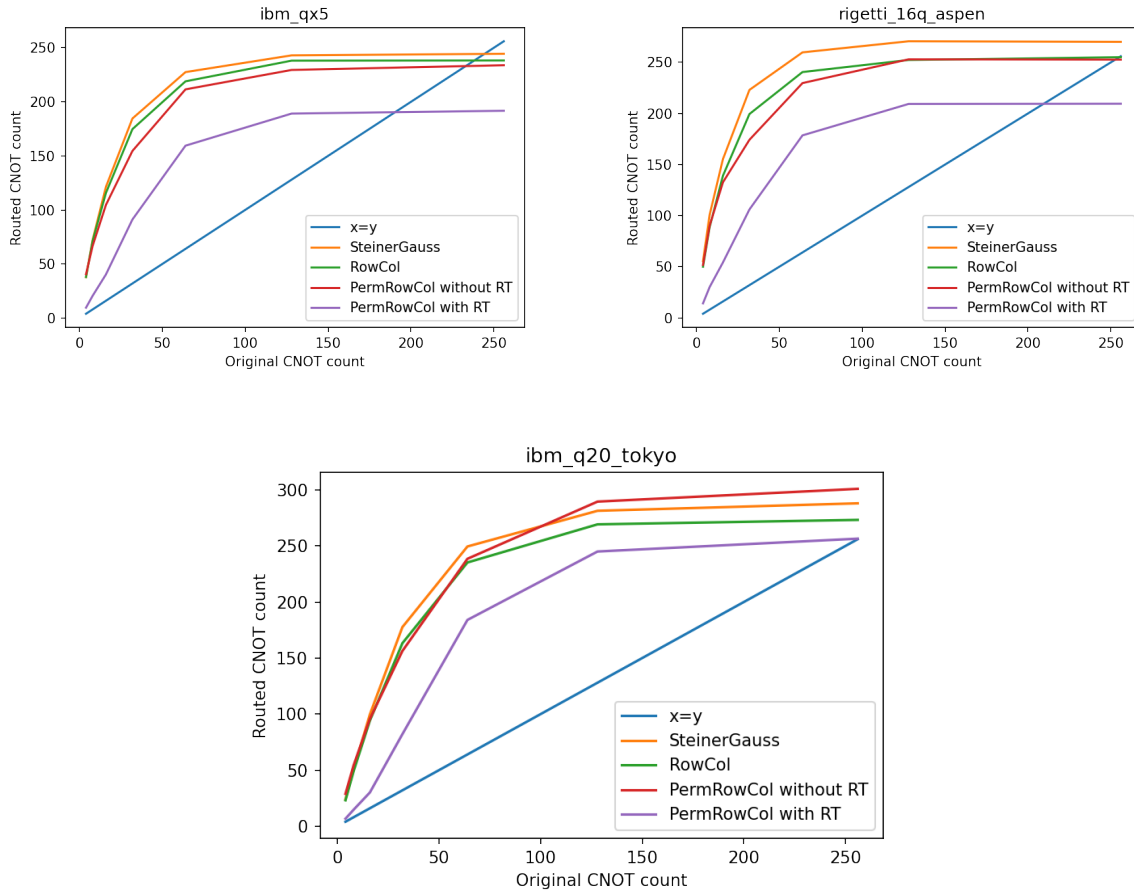 ibm_qx5
Routed CNOT count
250
200
150
100
50
0
x=y
SteinerGauss
RowCol
PermRowCol without RT
PermRowCol with RT
0 50 100 150 200 250
Original CNOT count
rigetti_16q_aspen
Routed CNOT count
250
200
150
100
50
0
x=y
SteinerGauss
RowCol
PermRowCol without RT
PermRowCol with RT
0 50 100 150 200 250
Original CNOT count
ibm_q20_tokyo
Routed CNOT count
300
250
200
150
100
50
0
x=y
SteinerGauss
RowCol
PermRowCol without RT
PermRowCol with RT
0 50 100 150 200 250
Original CNOT count